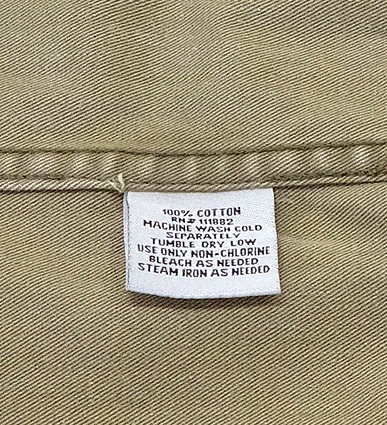 100% COTTON
RN# 111882
MACHINE WASH COLD
SEPARATELY
TUMBLE DRY LOW
USE ONLY NON-CHLORINE
BLEACH AS NEEDED
STEAM IRON AS NEEDED